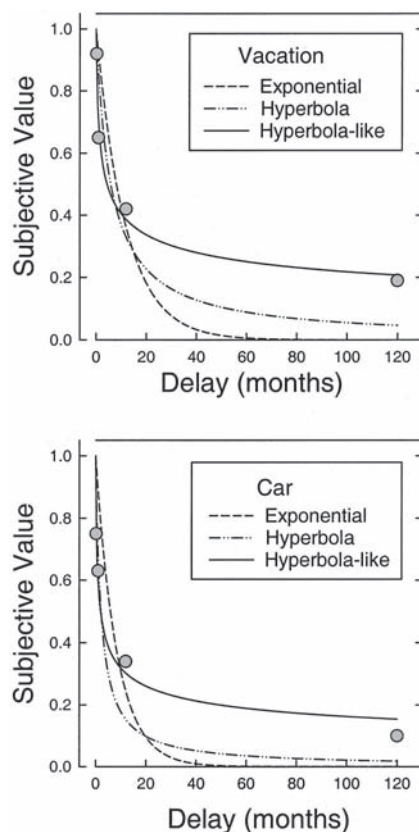 Vacation
Exponential
Hyperbola
Hyperbola-like
Subjective Value
1.0
0.8
0.6
0.4
0.2
0.0
0 20 40 60 80 100 120
Delay (months)
Car
Exponential
Hyperbola
Hyperbola-like
Subjective Value
1.0
0.8
0.6
0.4
0.2
0.0
0 20 40 60 80 100 120
Delay (months)